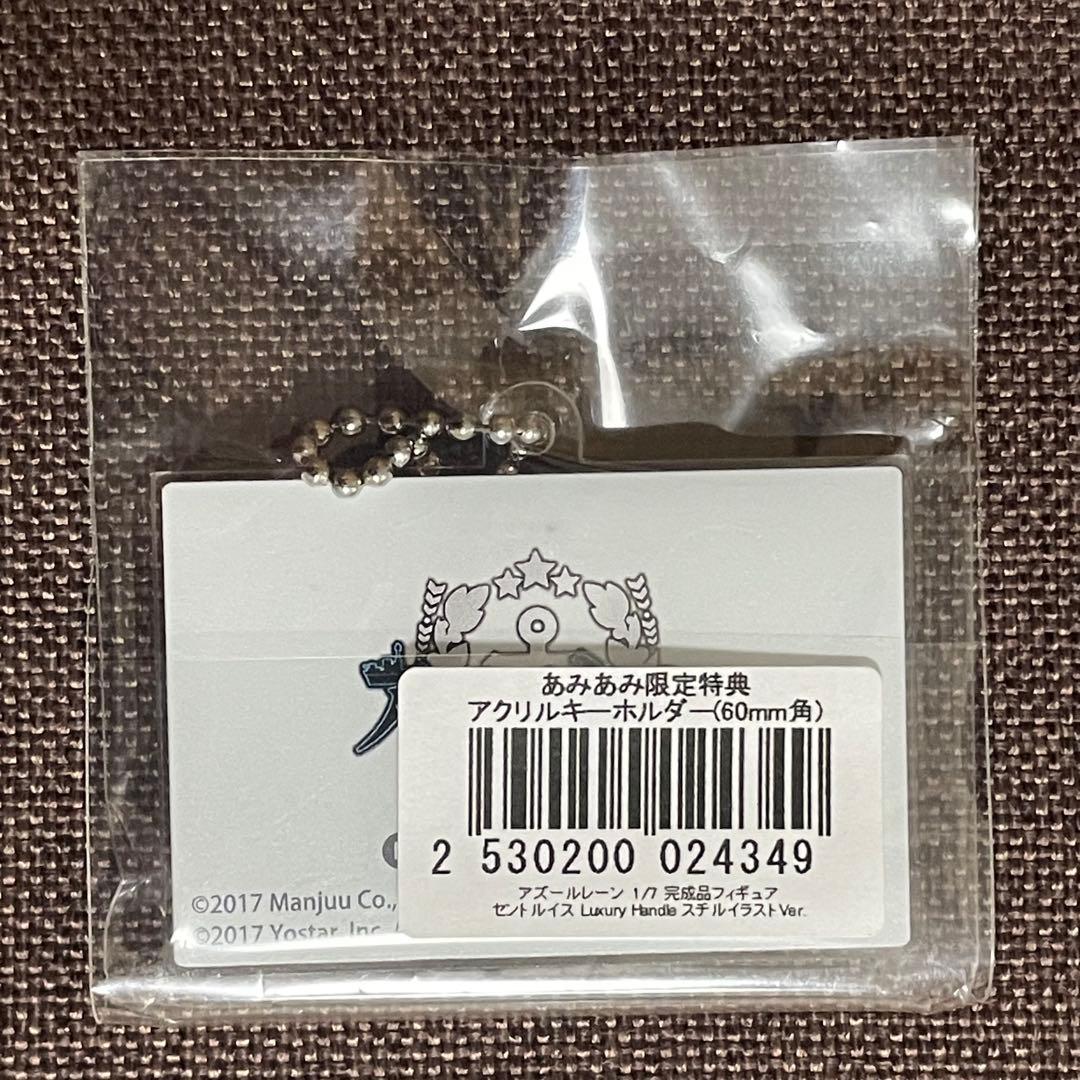 あみあみ限定特典
アクリルキーホルダー(60mm角)
2 530200 024349
アズールレーン 1/7 完成品フィギュア
セントルイス Luxury Handle スチルイラストVer.
©2017 Manjuu Co.,
©2017 Yostar, Inc.